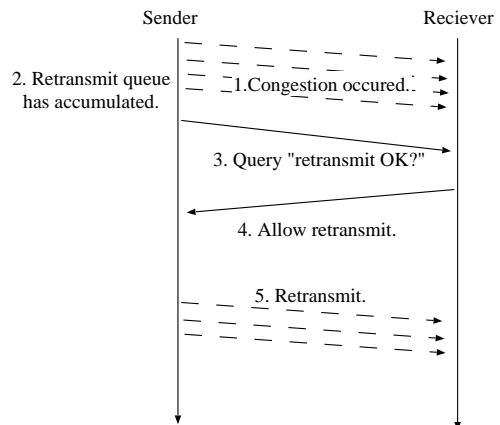 Sender
Reciever
2. Retransmit queue
has accumulated.
1.Congestion occured.
3. Query "retransmit OK?"
4. Allow retransmit.
5. Retransmit.